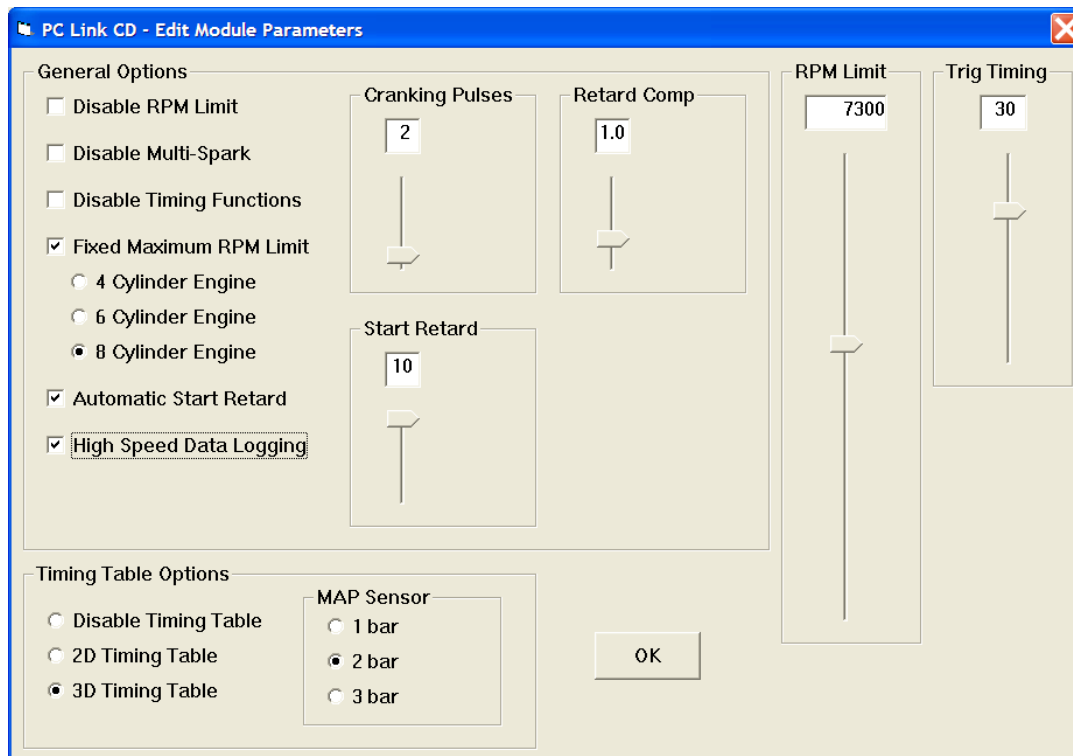 PC Link CD - Edit Module Parameters
General Options
Disable RPM Limit
Disable Multi-Spark
Disable Timing Functions
Fixed Maximum RPM Limit
4 Cylinder Engine
6 Cylinder Engine
8 Cylinder Engine
Automatic Start Retard
High Speed Data Logging
Cranking Pulses
2
Retard Comp
1.0
Start Retard
10
RPM Limit
7300
Trig Timing
30
Timing Table Options
Disable Timing Table
2D Timing Table
3D Timing Table
MAP Sensor
1 bar
2 bar
3 bar
OK